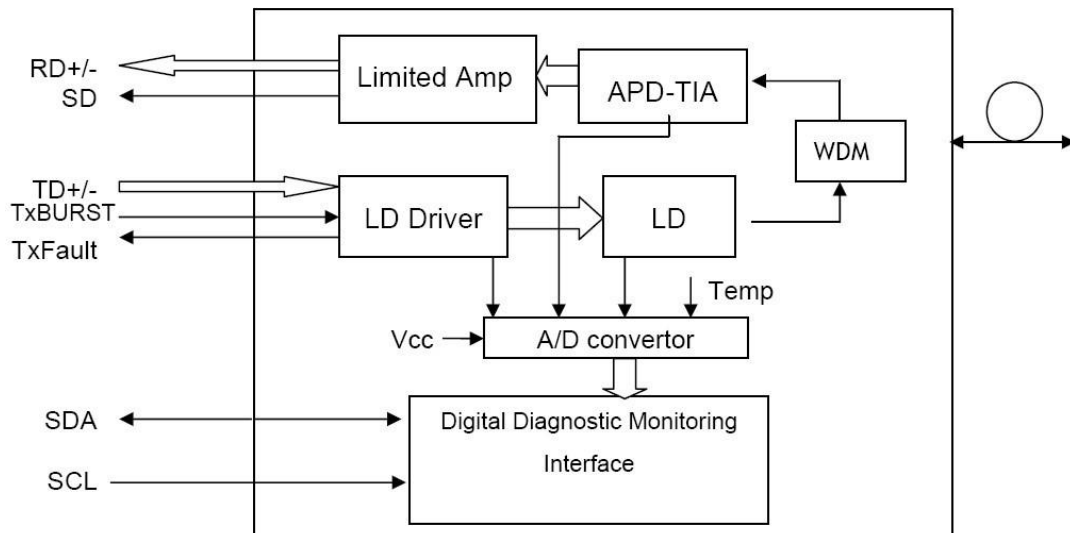 RD+/-
SD
Limited Amp
APD-TIA
WDM
TD+/-
TxBURST
TxFault
LD Driver
LD
Temp
Vcc
A/D convertor
SDA
SCL
Digital Diagnostic Monitoring
Interface